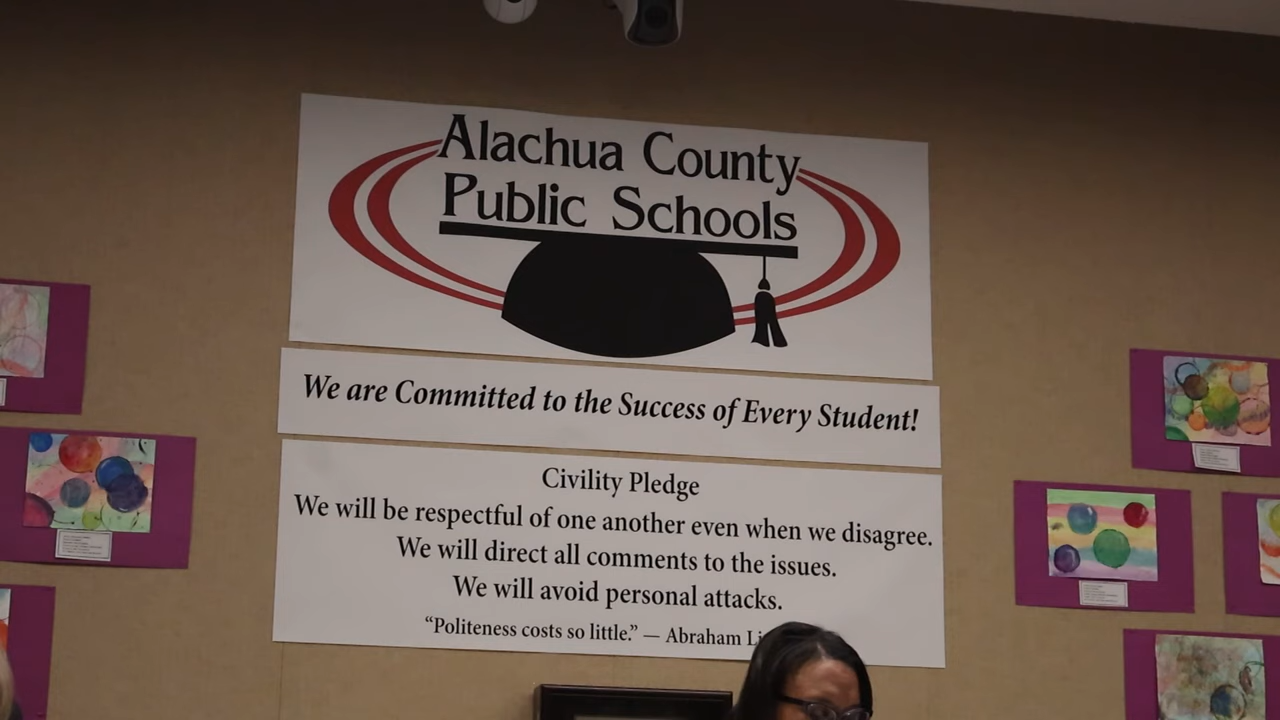 Alachua County
Public Schools
We are Committed to the Success of Every Student!
Civility Pledge
We will be respectful of one another even when we disagree.
We will direct all comments to the issues.
We will avoid personal attacks.
“Politeness costs so little.” — Abraham